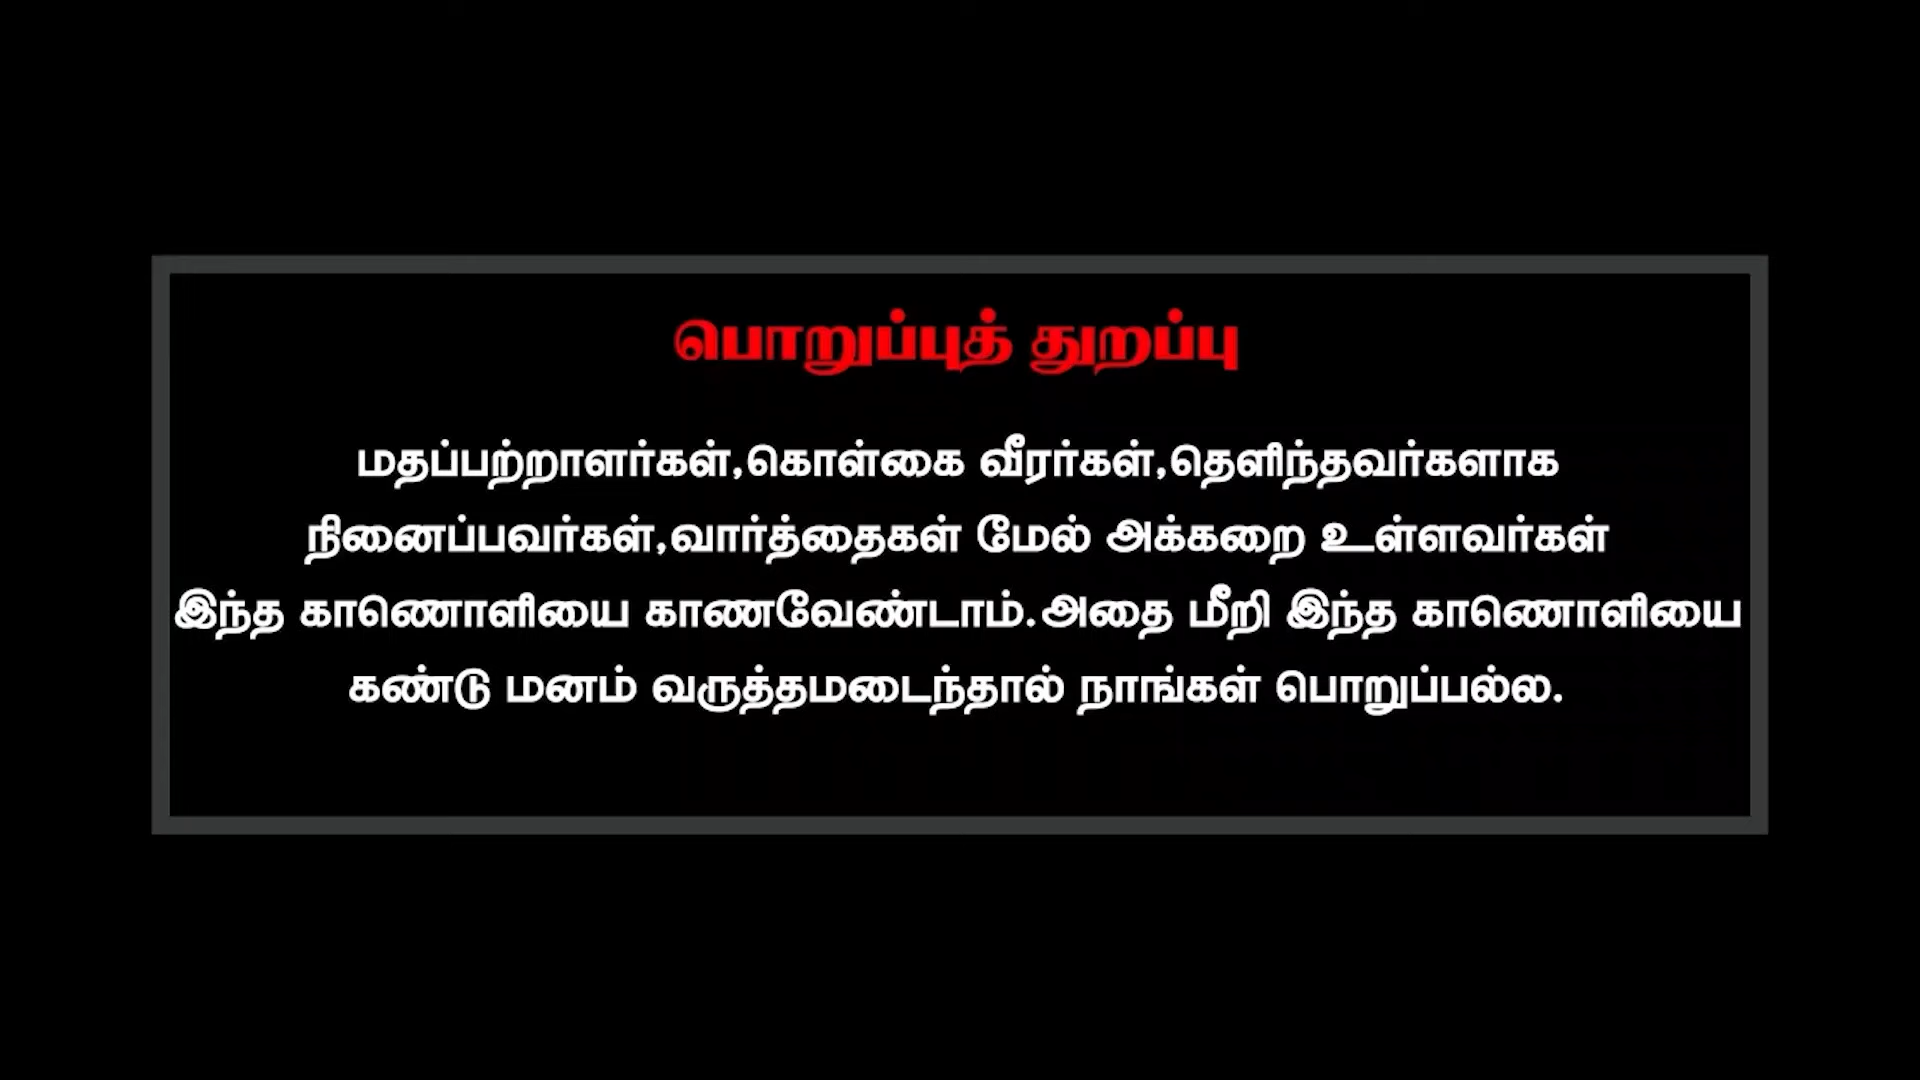 பொறுப்புத் துறப்பு
மதப்பற்றாளர்கள்,கொள்கை வீரர்கள்,தெளிந்தவர்களாக
நினைப்பவர்கள்,வார்த்தைகள் மேல் அக்கறை உள்ளவர்கள்
இந்த காணொளியை காணவேண்டாம்.அதை மீறி இந்த காணொளியை
கண்டு மனம் வருத்தமடைந்தால் நாங்கள் பொறுப்பல்ல.